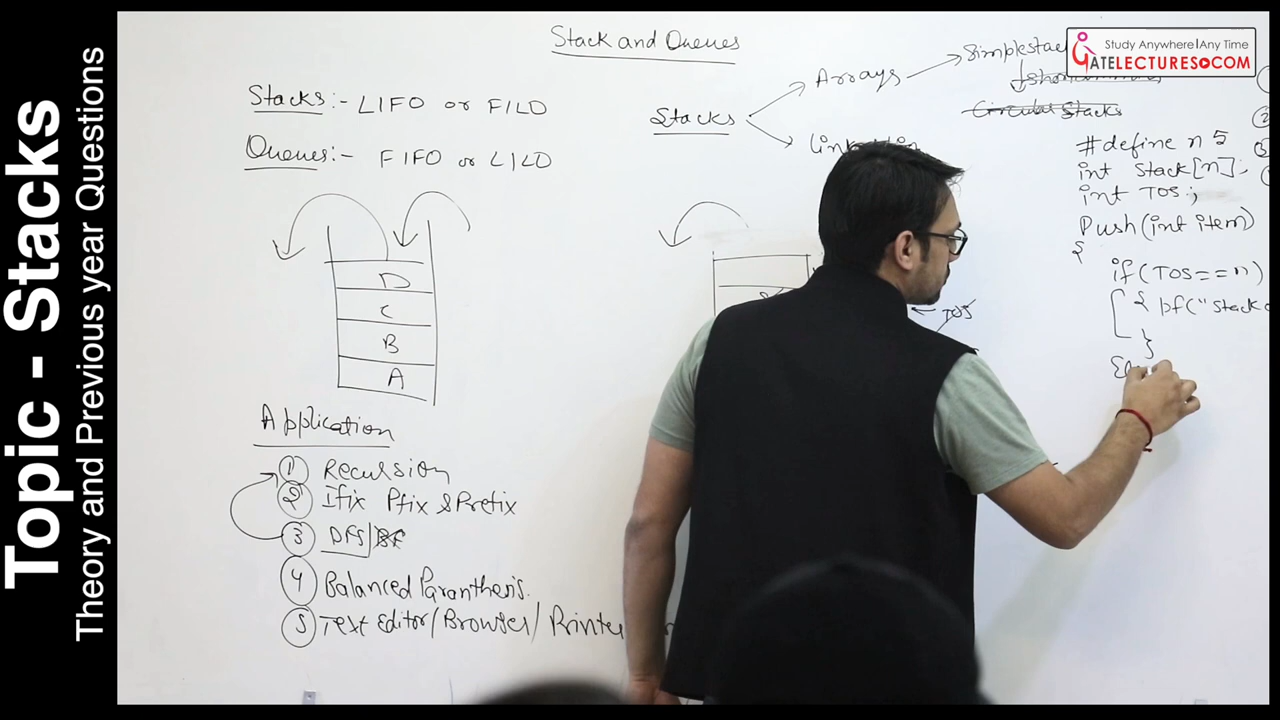 Topic - Stacks
Theory and Previous year Questions
Study Anywhere|Any Time
GATELECTURES.COM
Stack and Queues
Stacks:- LIFO or FILO
Queues:- FIFO or LILO
D
C
B
A
Application
1 Recursion
2 Ifix Pfix & Prefix
3 DFS/
4 Balanced Paranthesis.
5 Text Editor/Browser/Printer
Stacks
Arrays
Simplestack
Circular Stacks
TOS
#define n 5
int Stack[n];
int TOS;
Push(int item)
{
if(TOS==n)
{ pf("Stack
}